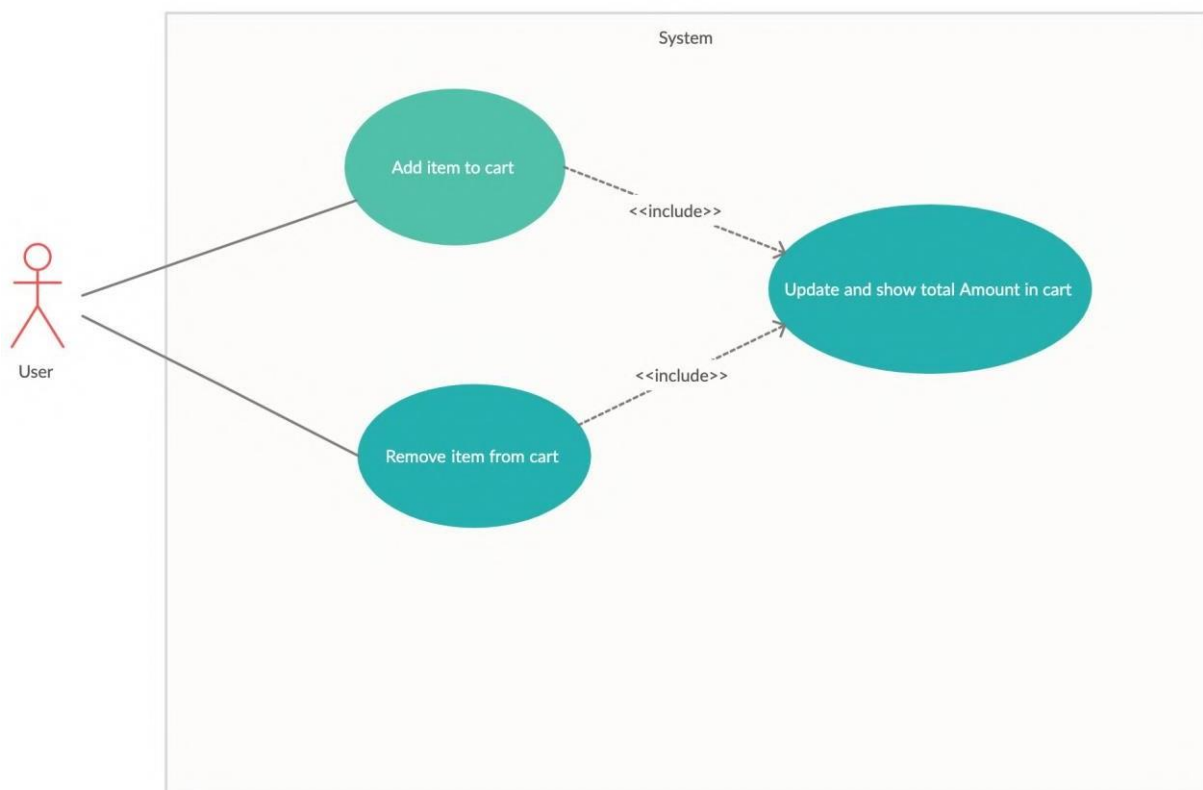 System
Add item to cart
<<include>>
Update and show total Amount in cart
User
<<include>>
Remove item from cart